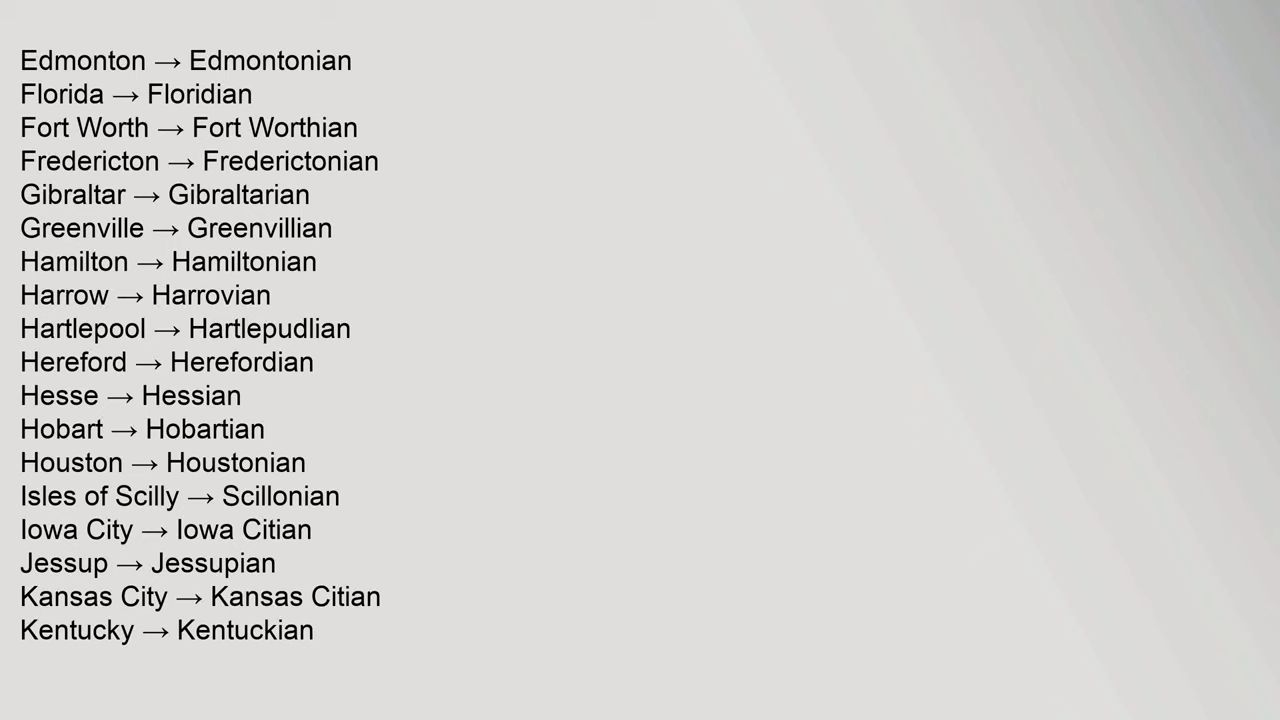 Edmonton → Edmontonian
Florida → Floridian
Fort Worth → Fort Worthian
Fredericton → Frederictonian
Gibraltar → Gibraltarian
Greenville → Greenvillian
Hamilton → Hamiltonian
Harrow → Harrovian
Hartlepool → Hartlepudlian
Hereford → Herefordian
Hesse → Hessian
Hobart → Hobartian
Houston → Houstonian
Isles of Scilly → Scillonian
Iowa City → Iowa Citian
Jessup → Jessupian
Kansas City → Kansas Citian
Kentucky → Kentuckian